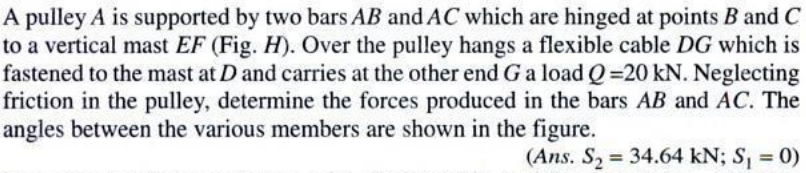 A pulley A is supported by two bars AB and AC which are hinged at points B and C
to a vertical mast EF (Fig. H). Over the pulley hangs a flexible cable DG which is
fastened to the mast at D and carries at the other end G a load Q =20 kN. Neglecting
friction in the pulley, determine the forces produced in the bars AB and AC. The
angles between the various members are shown in the figure.
(Ans. S₂ = 34.64 kN; S₁ = 0)